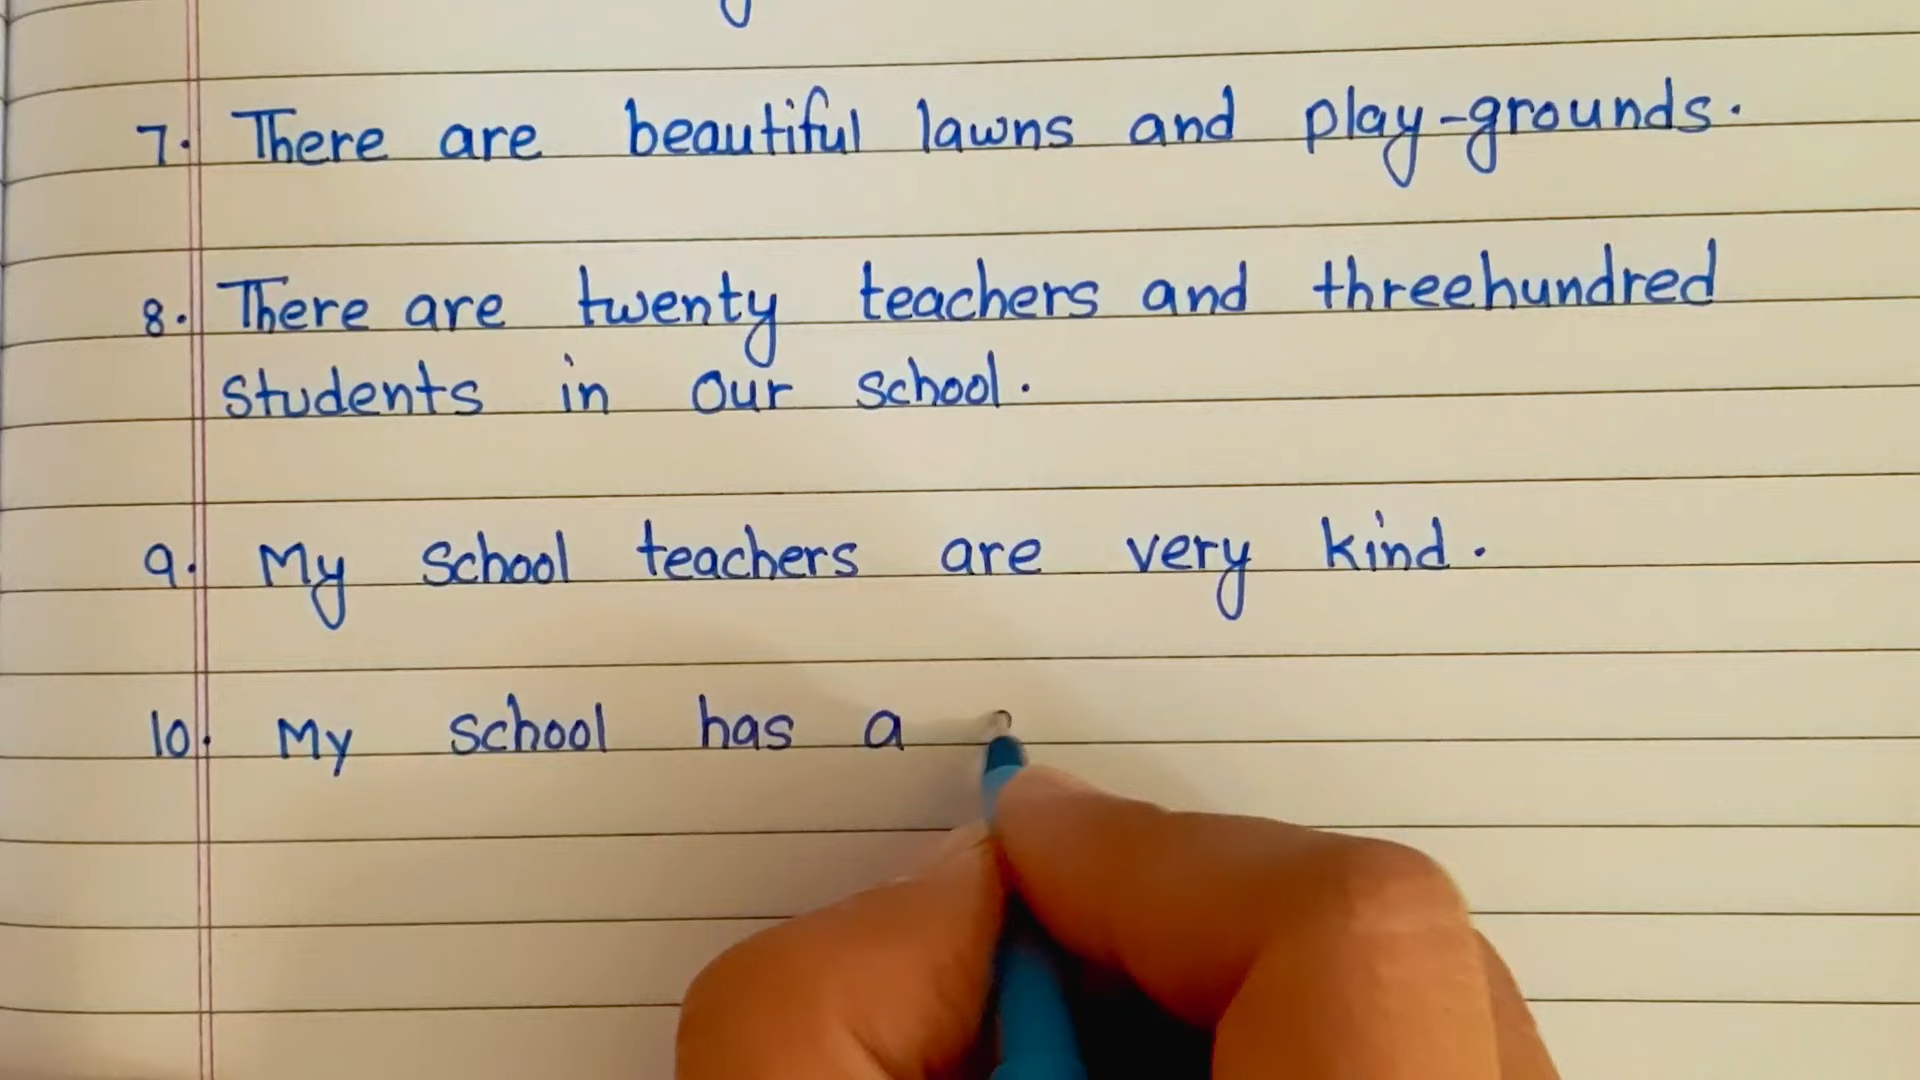 7. There are beautiful lawns and play-grounds.
8. There are twenty teachers and threehundred
students in our school.
9. My school teachers are very kind.
10. My school has a